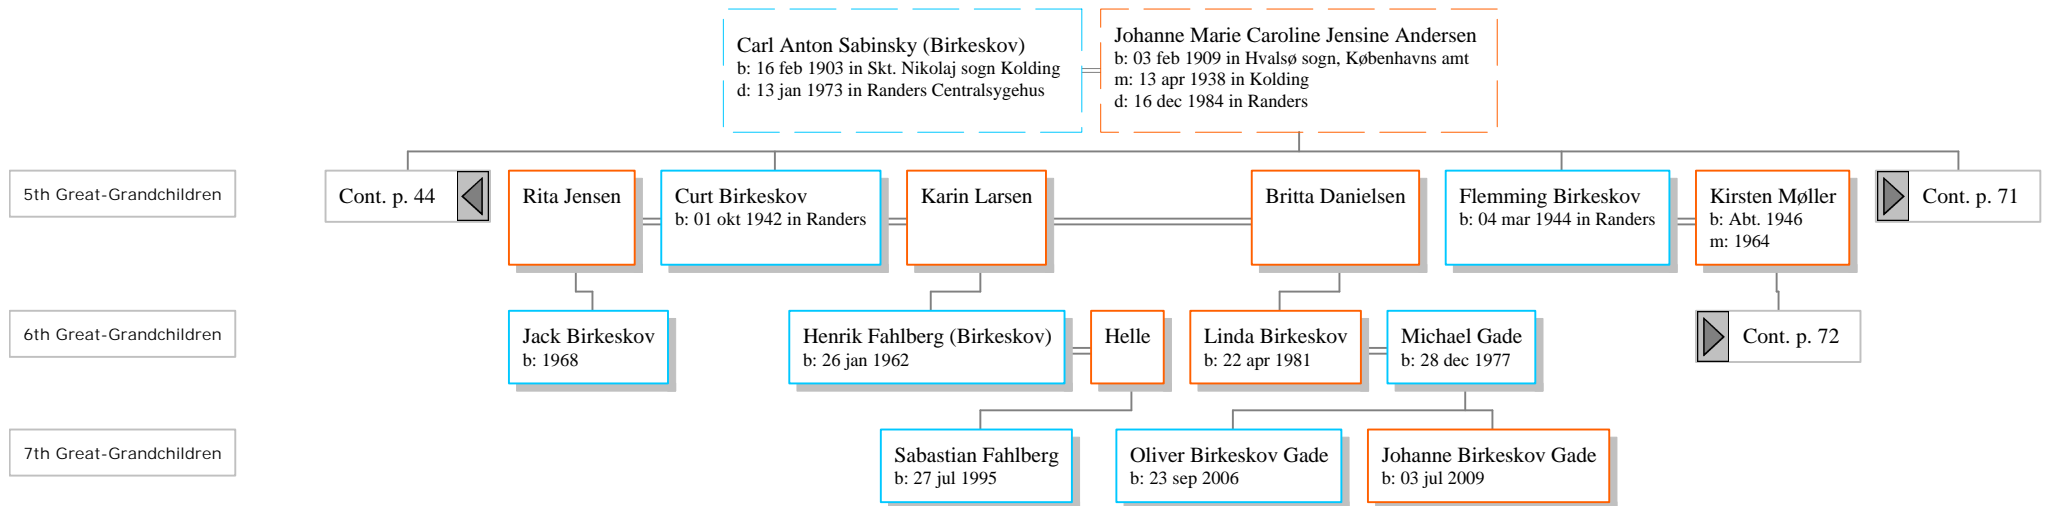 Carl Anton Sabinsky (Birkeskov)
b: 16 feb 1903 in Skt. Nikolaj sogn Kolding
d: 13 jan 1973 in Randers Centralsygehus
Johanne Marie Caroline Jensine Andersen
b: 03 feb 1909 in Hvalsø sogn, Københavns amt
m: 13 apr 1938 in Kolding
d: 16 dec 1984 in Randers
5th Great-Grandchildren
Cont. p. 44
Rita Jensen
Curt Birkeskov
b: 01 okt 1942 in Randers
Karin Larsen
Britta Danielsen
Flemming Birkeskov
b: 04 mar 1944 in Randers
Kirsten Møller
b: Abt. 1946
m: 1964
Cont. p. 71
6th Great-Grandchildren
Jack Birkeskov
b: 1968
Henrik Fahlberg (Birkeskov)
b: 26 jan 1962
Helle
Linda Birkeskov
b: 22 apr 1981
Michael Gade
b: 28 dec 1977
Cont. p. 72
7th Great-Grandchildren
Sabastian Fahlberg
b: 27 jul 1995
Oliver Birkeskov Gade
b: 23 sep 2006
Johanne Birkeskov Gade
b: 03 jul 2009